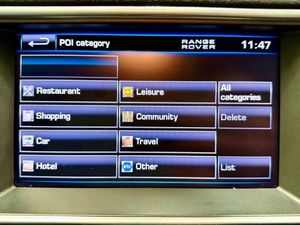 POI category
RANGE ROVER
11:47
Restaurant
Leisure
All categories
Shopping
Community
Delete
Car
Travel
Hotel
Other
List